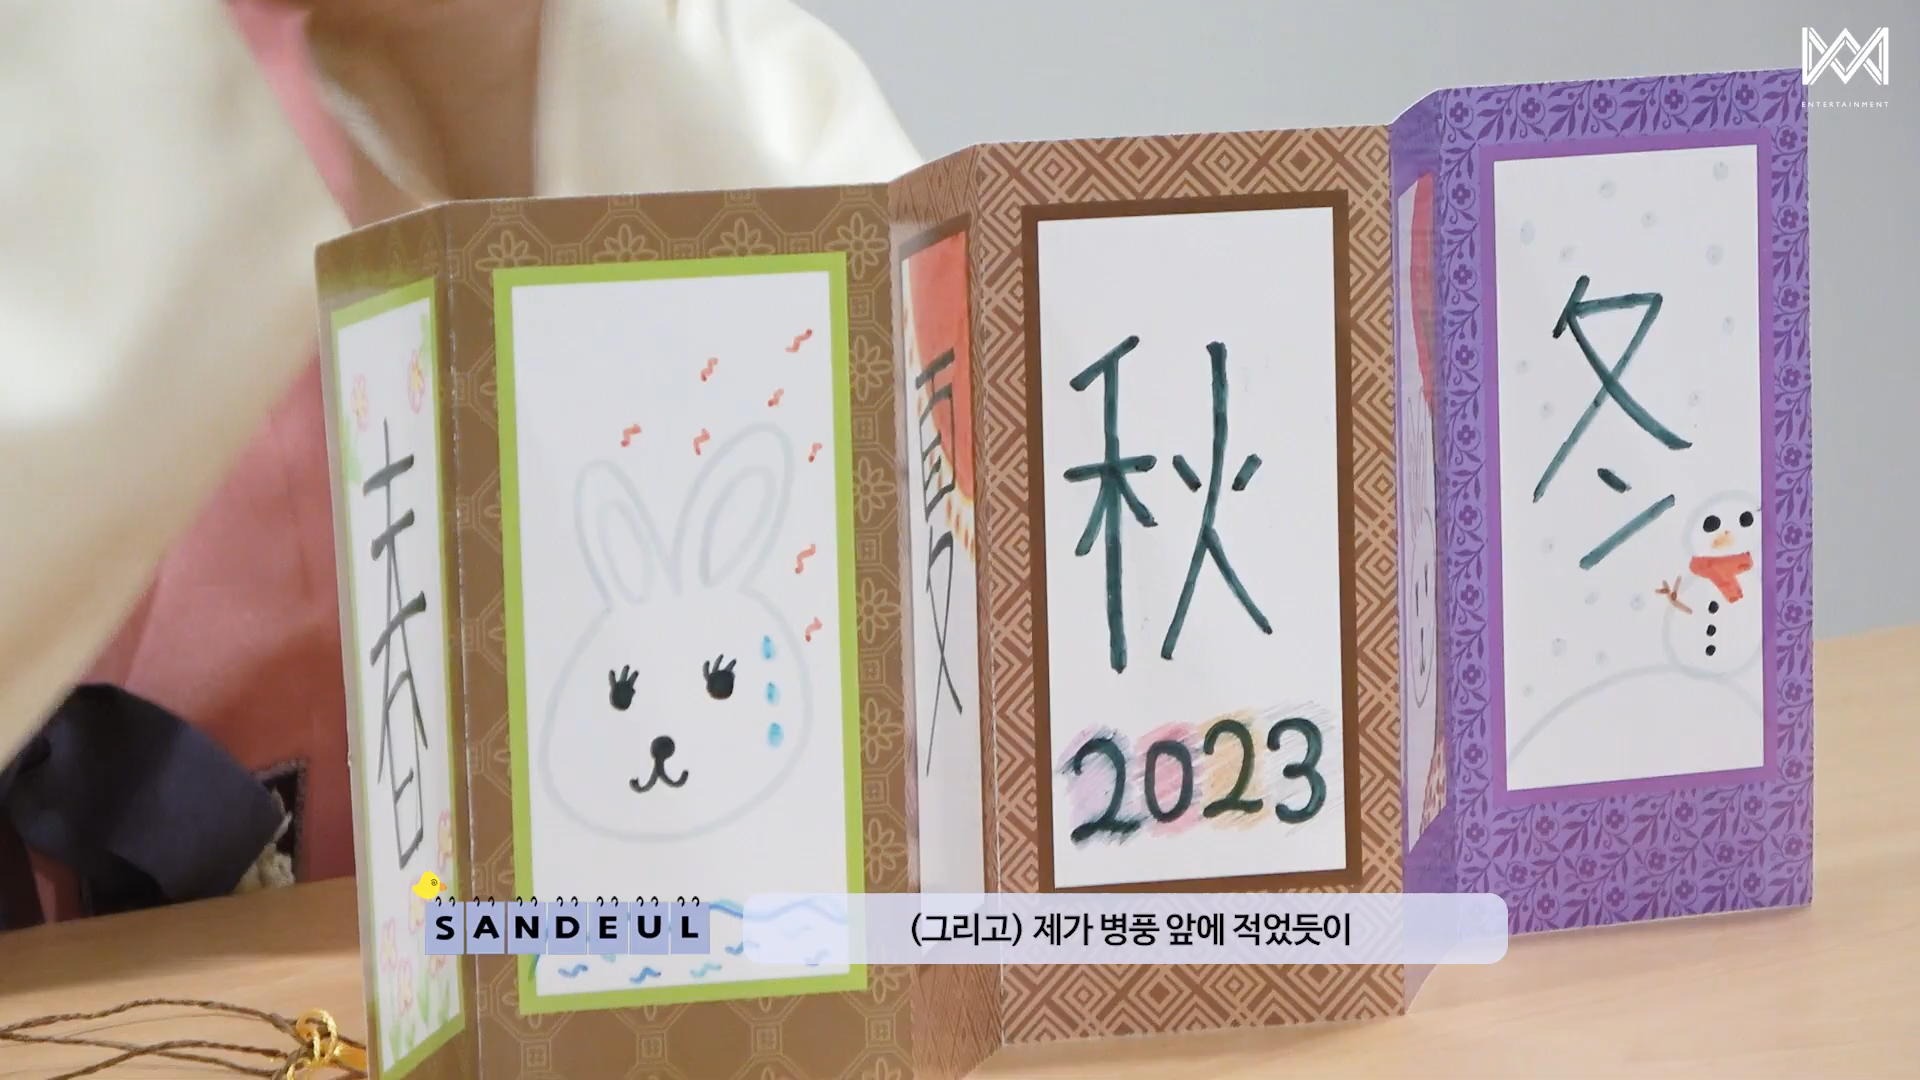 WM
ENTERTAINMENT
春
夏
秋
冬
2023
SANDEUL
(그리고) 제가 병풍 앞에 적었듯이